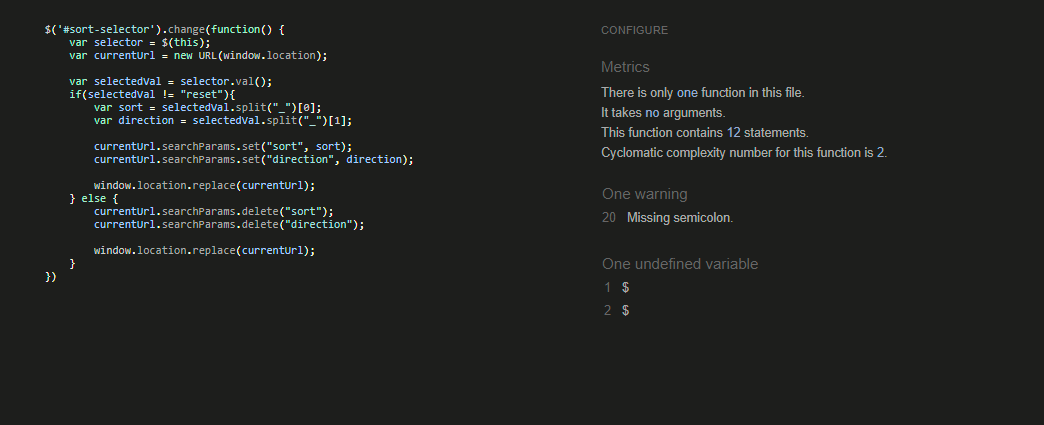 $('#sort-selector').change(function() {
    var selector = $(this);
    var currentUrl = new URL(window.location);

    var selectedVal = selector.val();
    if(selectedVal != "reset"){
        var sort = selectedVal.split("_")[0];
        var direction = selectedVal.split("_")[1];

        currentUrl.searchParams.set("sort", sort);
        currentUrl.searchParams.set("direction", direction);

        window.location.replace(currentUrl);
    } else {
        currentUrl.searchParams.delete("sort");
        currentUrl.searchParams.delete("direction");

        window.location.replace(currentUrl);
    }
})
CONFIGURE
Metrics
There is only one function in this file.
It takes no arguments.
This function contains 12 statements.
Cyclomatic complexity number for this function is 2.
One warning
20 Missing semicolon.
One undefined variable
1 $
2 $